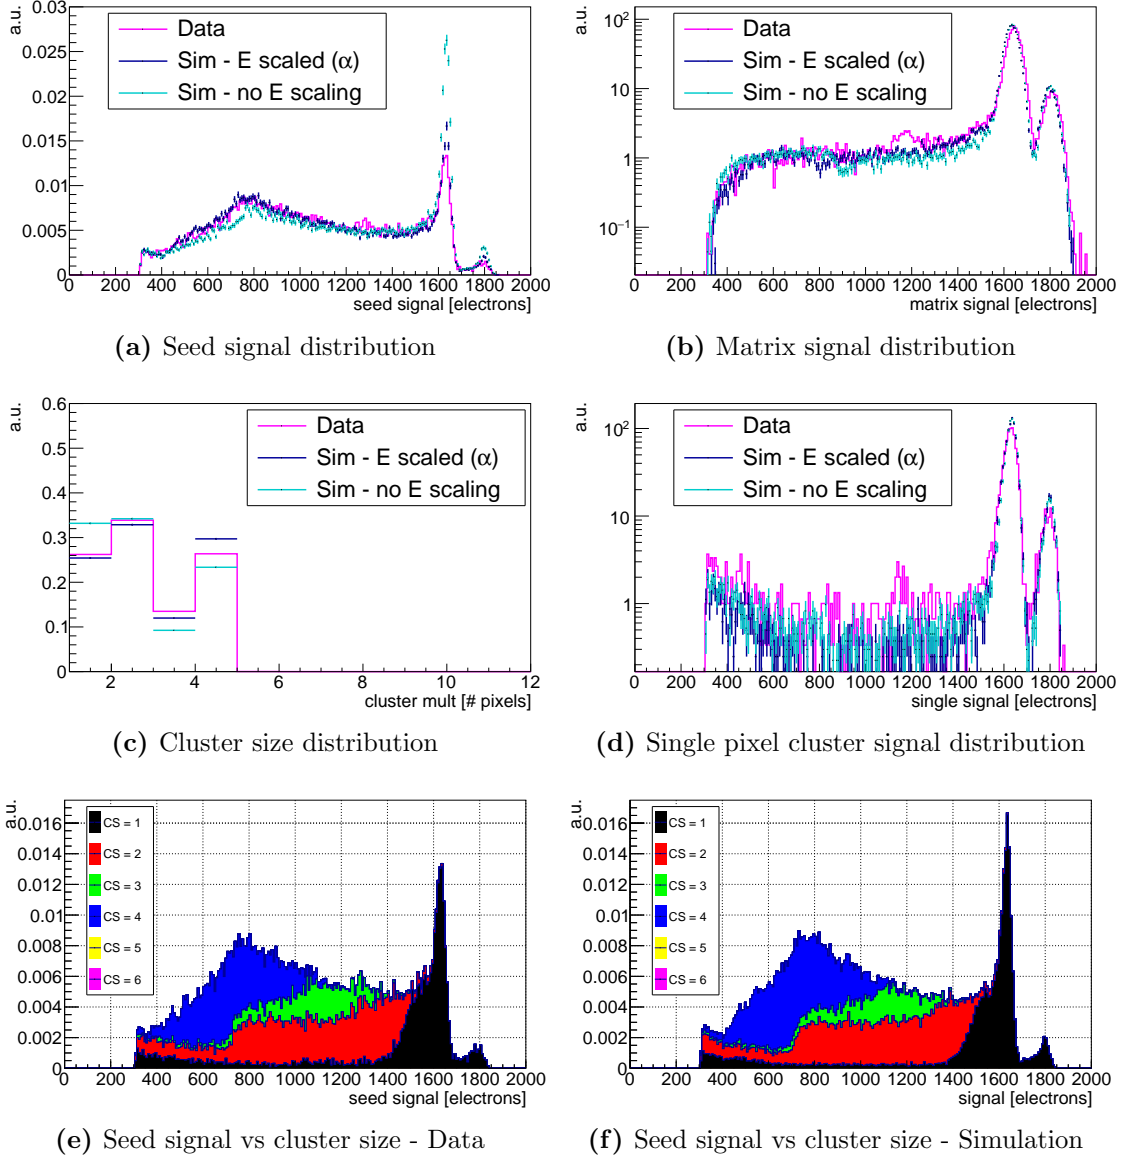 a.u.
0.03
0.025
0.02
0.015
0.01
0.005
0
Data
Sim - E scaled (α)
Sim - no E scaling
0 200 400 600 800 1000 1200 1400 1600 1800 2000
seed signal [electrons]
(a) Seed signal distribution
a.u.
10²
10
1
10⁻¹
Data
Sim - E scaled (α)
Sim - no E scaling
0 200 400 600 800 1000 1200 1400 1600 1800 2000
matrix signal [electrons]
(b) Matrix signal distribution
a.u.
0.6
0.5
0.4
0.3
0.2
0.1
0
Data
Sim - E scaled (α)
Sim - no E scaling
2 4 6 8 10 12
cluster mult [# pixels]
(c) Cluster size distribution
a.u.
10²
10
1
Data
Sim - E scaled (α)
Sim - no E scaling
0 200 400 600 800 1000 1200 1400 1600 1800 2000
single signal [electrons]
(d) Single pixel cluster signal distribution
a.u.
0.016
0.014
0.012
0.01
0.008
0.006
0.004
0.002
0
CS = 1
CS = 2
CS = 3
CS = 4
CS = 5
CS = 6
0 200 400 600 800 1000 1200 1400 1600 1800 2000
seed signal [electrons]
(e) Seed signal vs cluster size - Data
a.u.
0.016
0.014
0.012
0.01
0.008
0.006
0.004
0.002
0
CS = 1
CS = 2
CS = 3
CS = 4
CS = 5
CS = 6
0 200 400 600 800 1000 1200 1400 1600 1800 2000
signal [electrons]
(f) Seed signal vs cluster size - Simulation